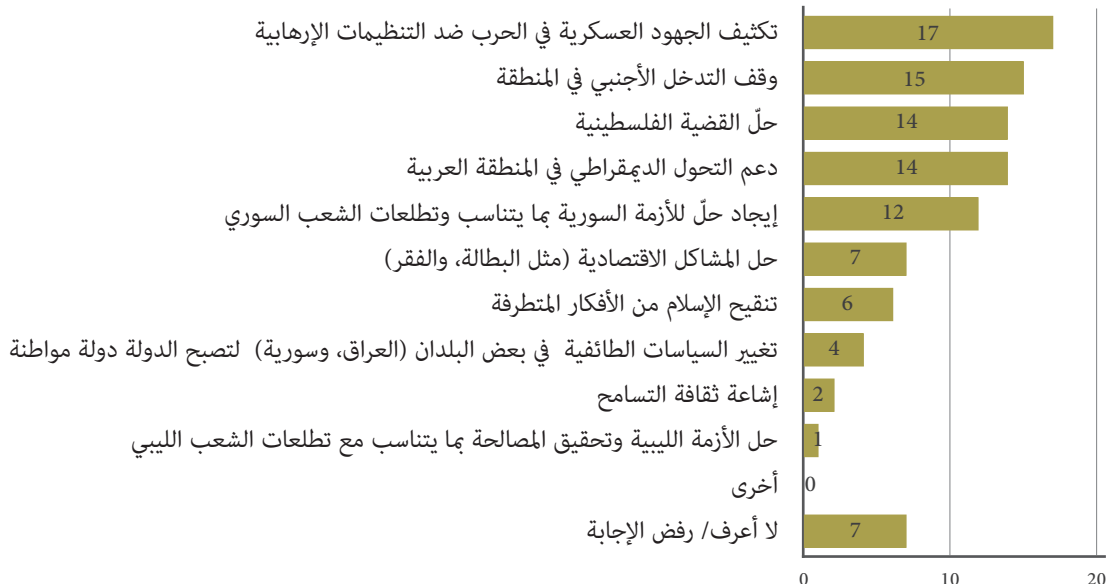 تكثيف الجهود العسكرية في الحرب ضد التنظيمات الإرهابية 17
وقف التدخل الأجنبي في المنطقة 15
حلّ القضية الفلسطينية 14
دعم التحول الديمقراطي في المنطقة العربية 14
إيجاد حلّ للأزمة السورية بما يتناسب وتطلعات الشعب السوري 12
حل المشاكل الاقتصادية (مثل البطالة، والفقر) 7
تنقيح الإسلام من الأفكار المتطرفة 6
تغيير السياسات الطائفية في بعض البلدان (العراق، وسورية) لتصبح الدولة دولة مواطنة 4
إشاعة ثقافة التسامح 2
حل الأزمة الليبية وتحقيق المصالحة بما يتناسب مع تطلعات الشعب الليبي 1
أخرى 0
لا أعرف/ رفض الإجابة 7
0 10 20